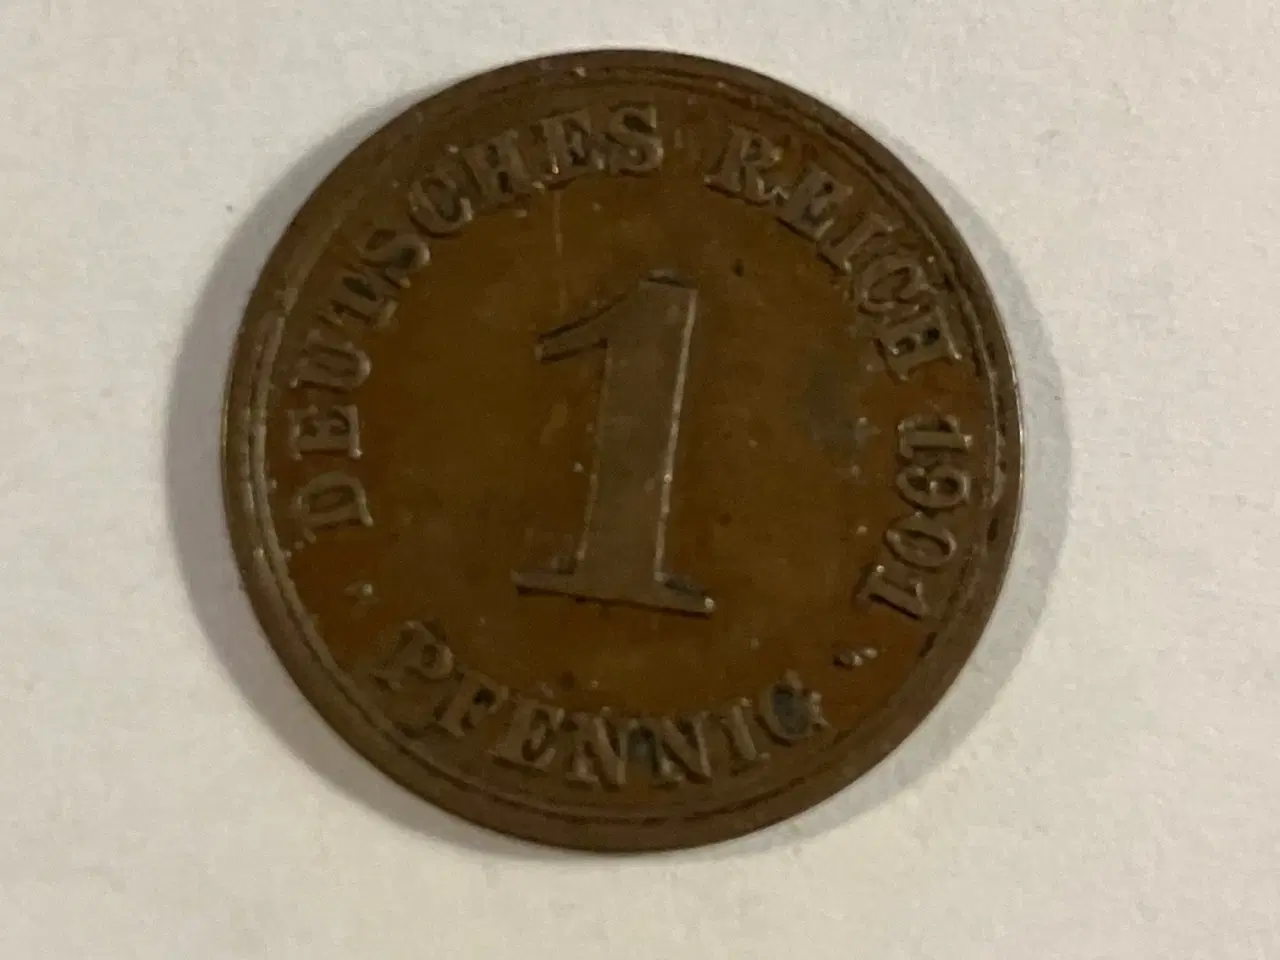 DEUTSCHES REICH 1901
1
PFENNIG